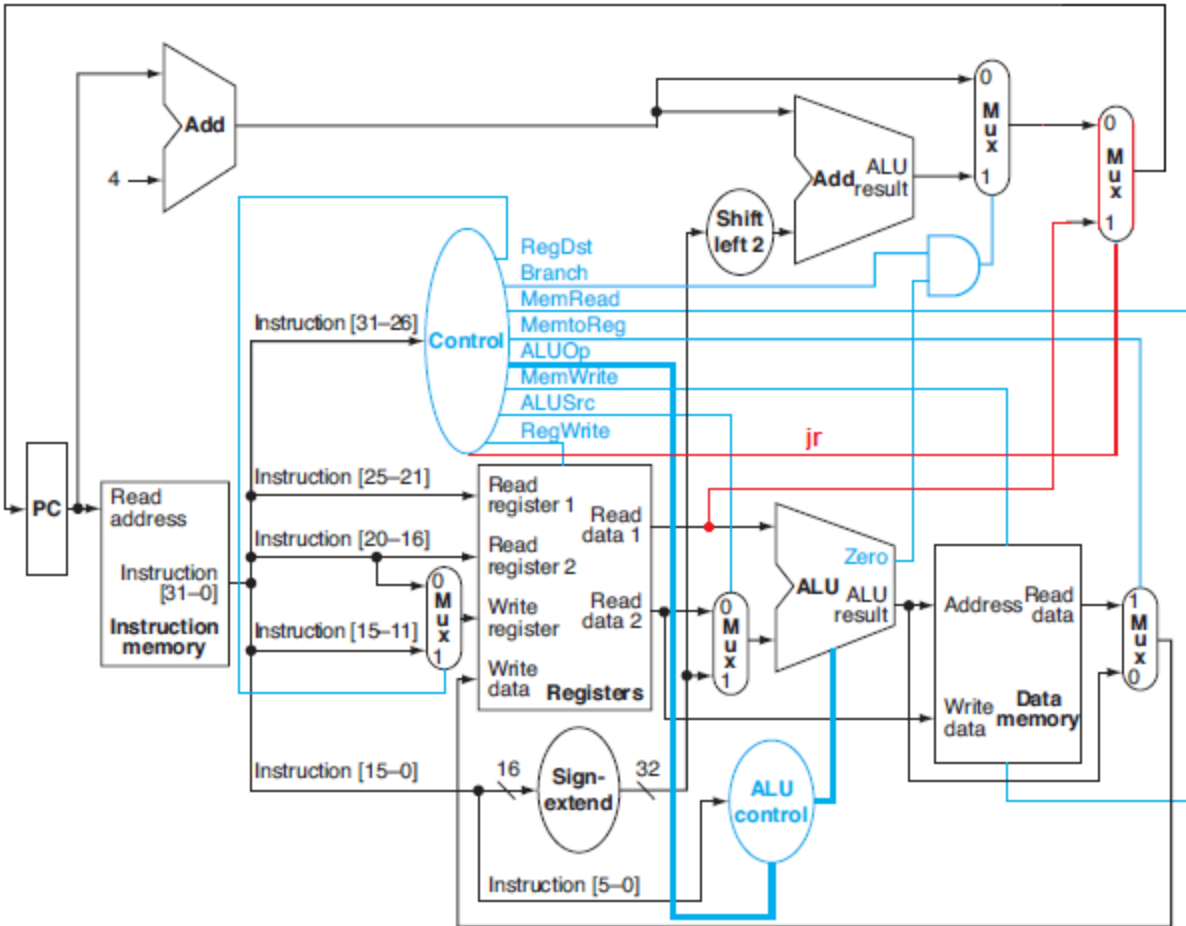 Add
4
0
M
u
x
1
0
M
u
x
1
Add
ALU
result
Shift
left 2
RegDst
Branch
MemRead
MemtoReg
ALUOp
MemWrite
ALUSrc
RegWrite
Control
jr
Instruction [31–26]
Instruction [25–21]
Instruction [20–16]
Instruction [15–11]
Instruction [15–0]
Instruction [5–0]
PC
Read
address
Instruction
[31–0]
Instruction
memory
0
M
u
x
1
Read
register 1
Read
register 2
Write
register
Write
data
Read
data 1
Read
data 2
Registers
0
M
u
x
1
Zero
ALU
ALU
result
Address
Read
data
Write
data
Data
memory
1
M
u
x
0
16
Sign-
extend
32
ALU
control